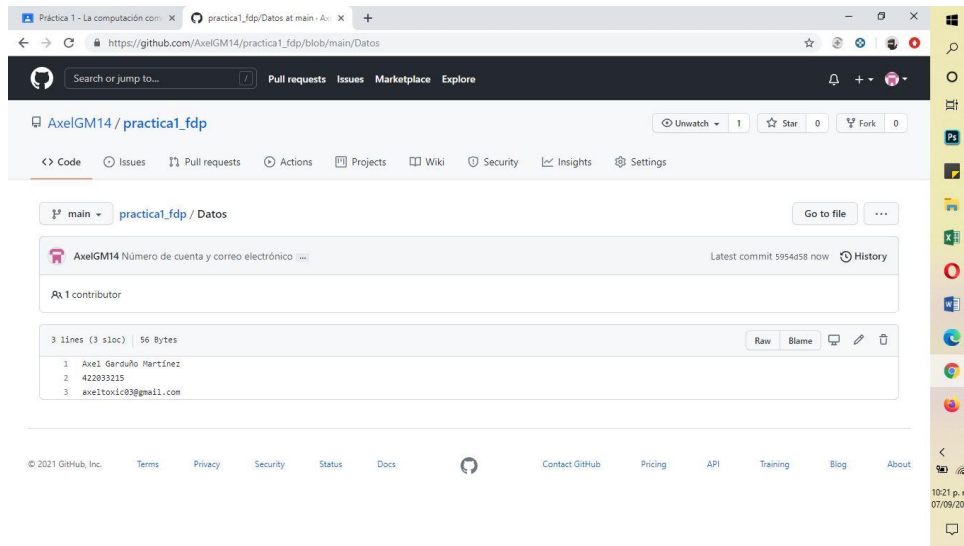 Práctica 1 - La computación com
practica1_fdp/Datos at main · Ax
https://github.com/AxelGM14/practica1_fdp/blob/main/Datos
Search or jump to... /
Pull requests Issues Marketplace Explore
AxelGM14 / practica1_fdp
Unwatch 1 Star 0 Fork 0
Code Issues Pull requests Actions Projects Wiki Security Insights Settings
main practica1_fdp / Datos
Go to file ...
AxelGM14 Número de cuenta y correo electrónico ...
Latest commit 5954d58 now History
1 contributor
3 lines (3 sloc) 56 Bytes
Raw Blame
1 Axel Garduño Martínez
2 422033215
3 axeltoxic03@gmail.com
© 2021 GitHub, Inc. Terms Privacy Security Status Docs Contact GitHub Pricing API Training Blog About
Ps
10:21 p.
07/09/20